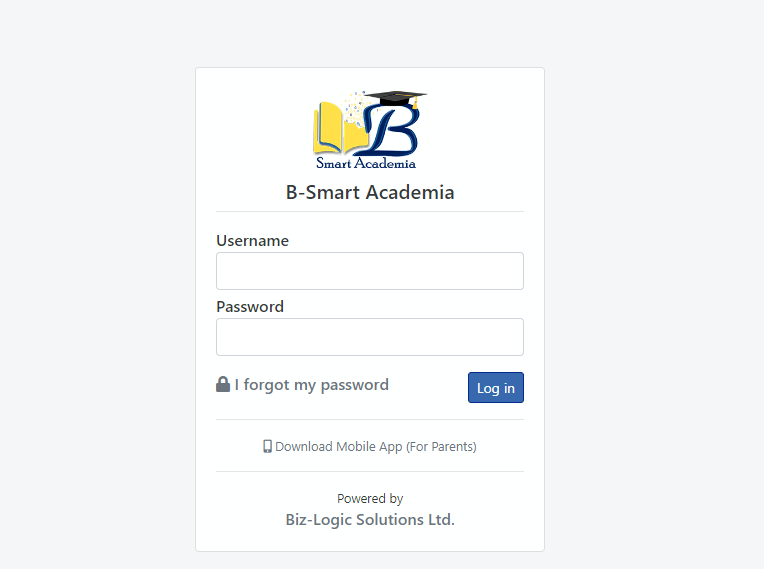 B
Smart Academia
B-Smart Academia
Username
Password
I forgot my password
Log in
Download Mobile App (For Parents)
Powered by
Biz-Logic Solutions Ltd.